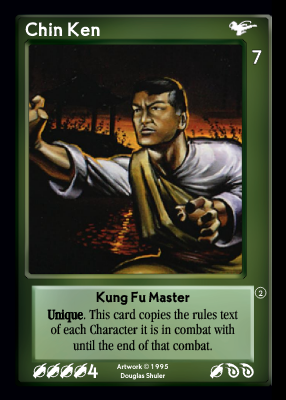 Chin Ken
7
Kung Fu Master
2
Unique. This card copies the rules text
of each Character it is in combat with
until the end of that combat.
4
Artwork © 1995
Douglas Shuler